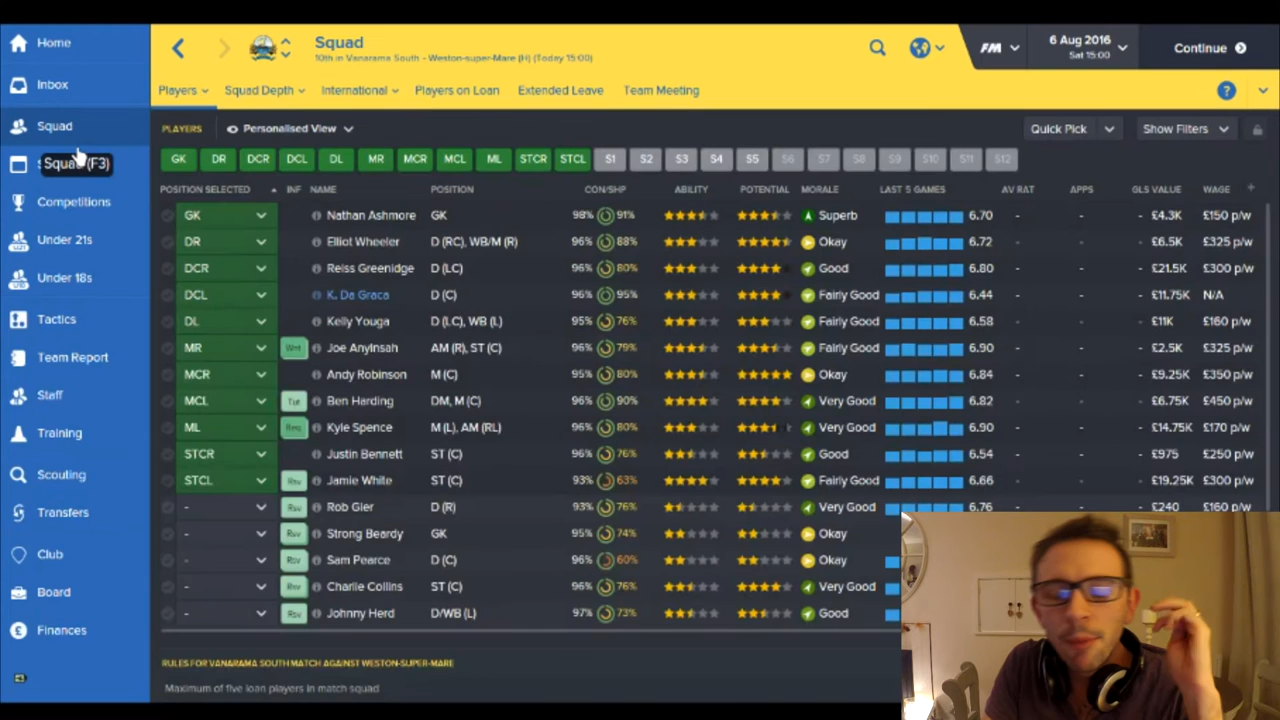 Home
Inbox
Squad
Squad (F3)
Competitions
Under 21s
Under 18s
Tactics
Team Report
Staff
Training
Scouting
Transfers
Club
Board
Finances
Squad
10th in Vanarama South - Weston-super-Mare (H) (Today 15:00)
FM
6 Aug 2016
Sat 15:00
Continue
Players Squad Depth International Players on Loan Extended Leave Team Meeting ?
PLAYERS Personalised View Quick Pick Show Filters
GK DR DCR DCL DL MR MCR MCL ML STCR STCL S1 S2 S3 S4 S5 S6 S7 S8 S9 S10 S11 S12
POSITION SELECTED INF NAME POSITION CON/SHP ABILITY POTENTIAL MORALE LAST 5 GAMES AV RAT APPS GLS VALUE WAGE +
GK Nathan Ashmore GK 98% 91% Superb 6.70 - - - £4.3K £150 p/w
DR Elliot Wheeler D (RC), WB/M (R) 96% 88% Okay 6.72 - - - £6.5K £325 p/w
DCR Reiss Greenidge D (LC) 96% 80% Good 6.80 - - - £21.5K £300 p/w
DCL K. Da Graca D (C) 96% 95% Fairly Good 6.44 - - - £11.75K N/A
DL Kelly Youga D (LC), WB (L) 95% 76% Fairly Good 6.58 - - - £11K £160 p/w
MR Wnt Joe Anyinsah AM (R), ST (C) 96% 79% Fairly Good 6.90 - - - £2.5K £325 p/w
MCR Andy Robinson M (C) 95% 80% Okay 6.84 - - - £9.25K £350 p/w
MCL Tut Ben Harding DM, M (C) 96% 90% Very Good 6.82 - - - £6.75K £450 p/w
ML Kyle Spence M (L), AM (RL) 96% 80% Very Good 6.90 - - - £14.75K £170 p/w
STCR Justin Bennett ST (C) 96% 76% Good 6.54 - - - £975 £250 p/w
STCL Rsv Jamie White ST (C) 93% 63% Fairly Good 6.66 - - - £19.25K £300 p/w
- Rsv Rob Gier D (R) 93% 76% Very Good 6.76 - - - £240 £160 p/w
- Rsv Strong Beardy GK 95% 74% Okay
- Rsv Sam Pearce D (C) 96% 60% Okay
- Rsv Charlie Collins ST (C) 96% 76% Very Good
- Rsv Johnny Herd D/WB (L) 97% 73% Good
RULES FOR VANARAMA SOUTH MATCH AGAINST WESTON-SUPER-MARE
Maximum of five loan players in match squad